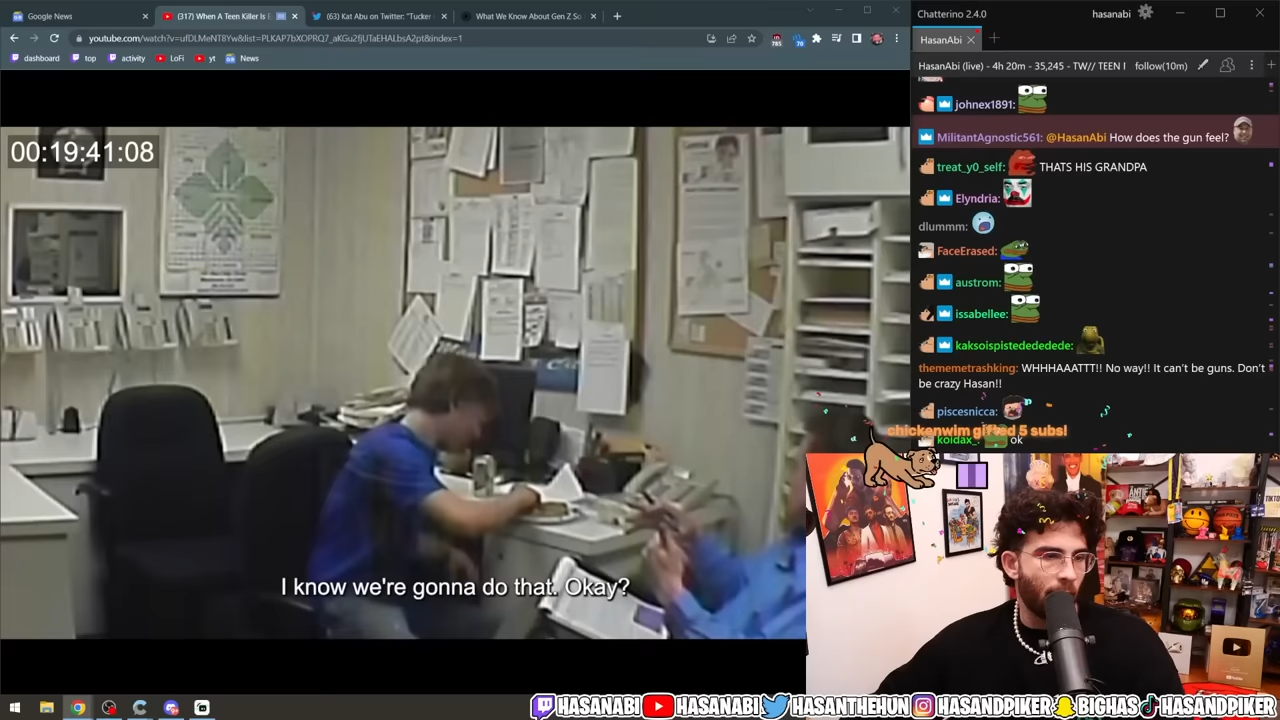 Google News
(317) When A Teen Killer Is
(63) Kat Abu on Twitter: "Tucker
What We Know About Gen Z So
Chatterino 2.4.0
hasanabi
youtube.com/watch?v=ufDLMeNT8Yw&list=PLKAP7bXOPRQ7_aKGu2fjUTaEHALbsA2pt&index=1
785
70
HasanAbi
dashboard
top
activity
LoFi
yt
News
HasanAbi (live) - 4h 20m - 35,245 - TW// TEEN
follow(10m)
johnex1891:
00:19:41:08
MilitantAgnostic561: @HasanAbi How does the gun feel?
treat_y0_self: THATS HIS GRANDPA
Elyndria:
dlummm:
FaceErased:
austrom:
issabellee:
kaksoispistedededede:
thememetrashking: WHHHAAATTT!! No way!! It can't be guns. Don't
be crazy Hasan!!
piscesnicca:
chickenwim gifted 5 subs!
koidax_: ok
I know we're gonna do that. Okay?
HASANABI HASANABI HASANTHEHUN HASANDPIKER BIGHAS HASANDPIKER